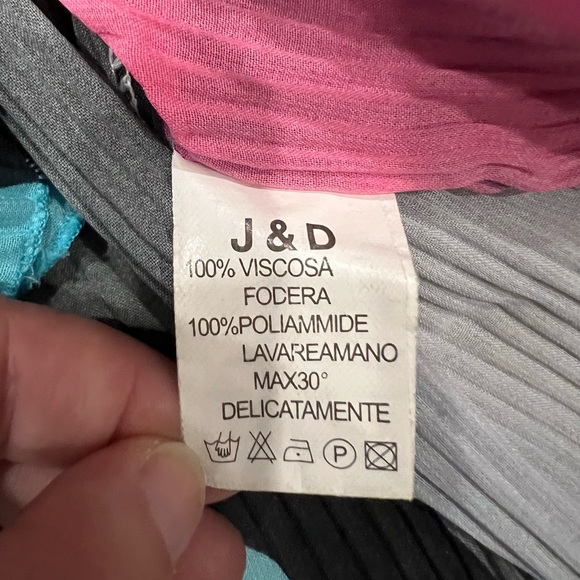 J & D
100% VISCOSA
FODERA
100%POLIAMMIDE
LAVAREAMANO
MAX30°
DELICATAMENTE
P